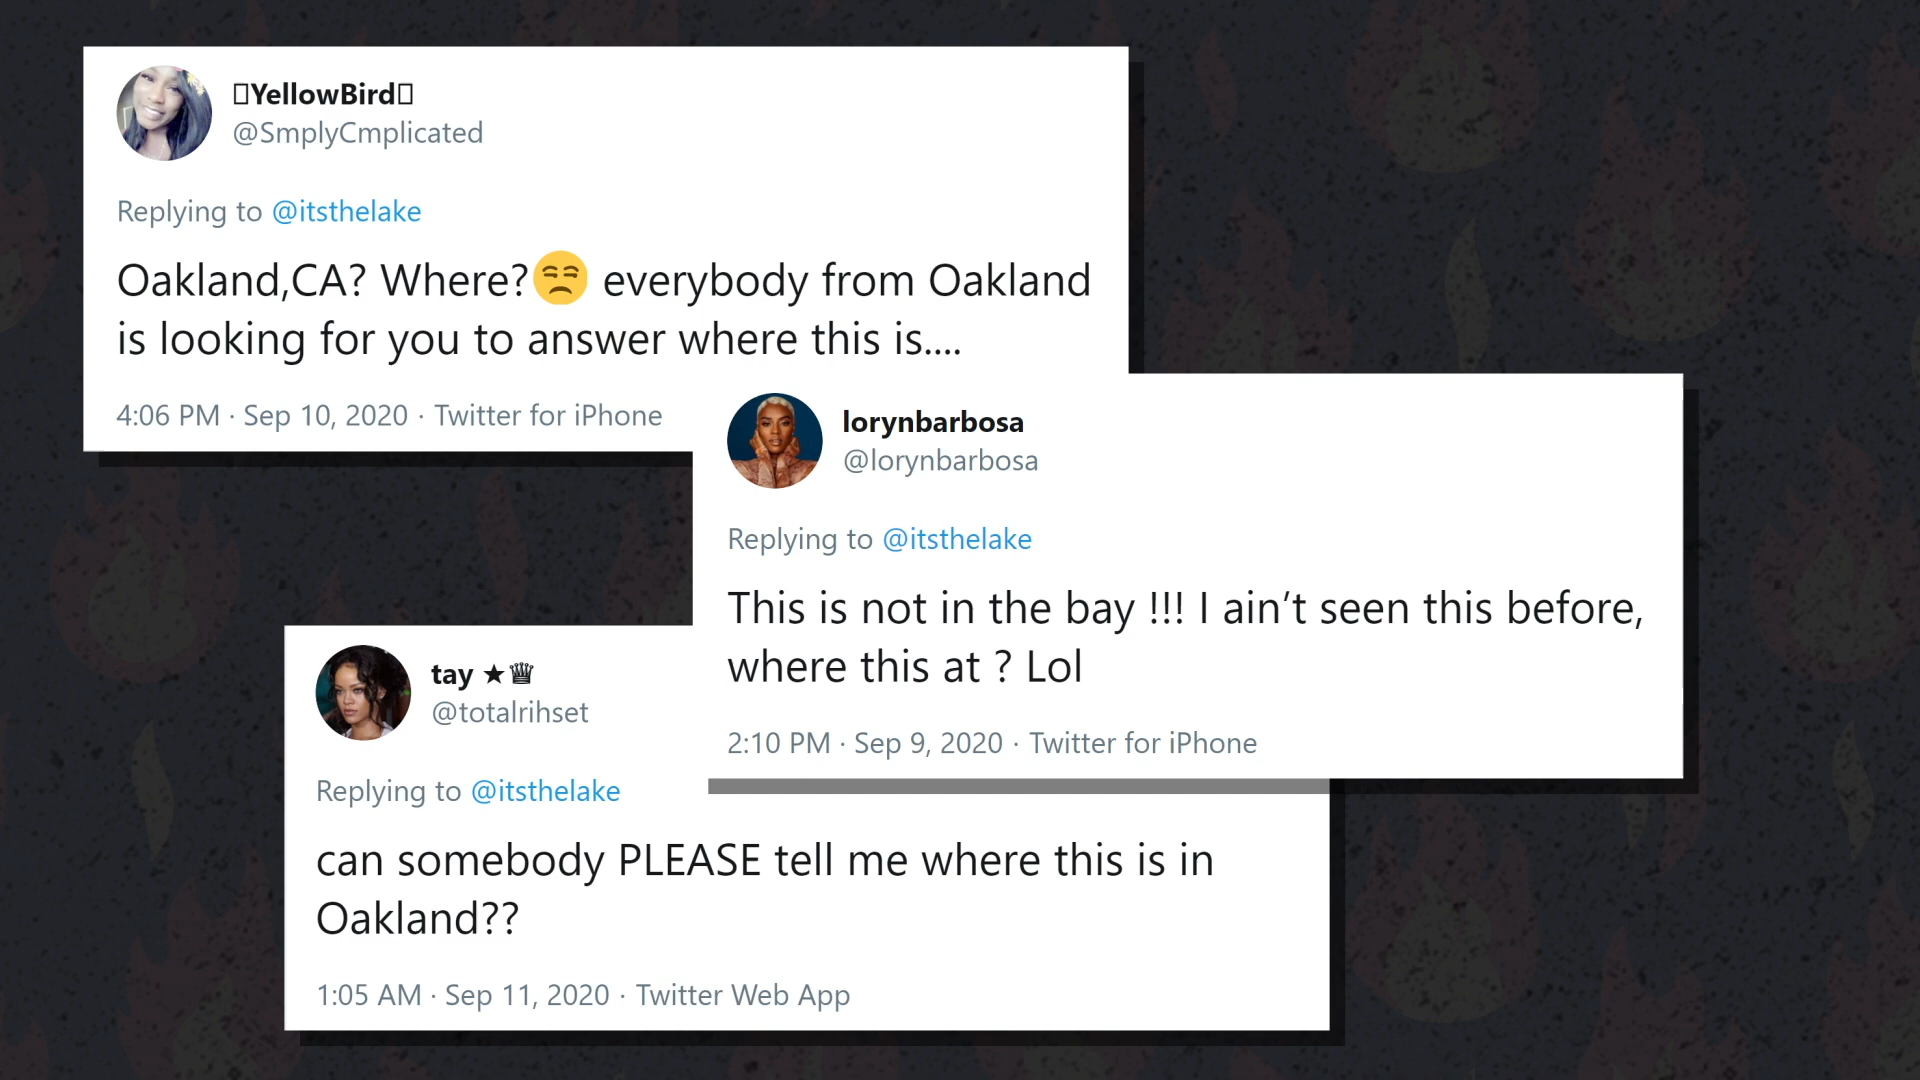 YellowBird
@SmplyCmplicated
Replying to @itsthelake
Oakland,CA? Where?😒 everybody from Oakland
is looking for you to answer where this is....
4:06 PM · Sep 10, 2020 · Twitter for iPhone
lorynbarbosa
@lorynbarbosa
Replying to @itsthelake
This is not in the bay !!! I ain’t seen this before,
where this at ? Lol
2:10 PM · Sep 9, 2020 · Twitter for iPhone
tay ★♛
@totalrihset
Replying to @itsthelake
can somebody PLEASE tell me where this is in
Oakland??
1:05 AM · Sep 11, 2020 · Twitter Web App